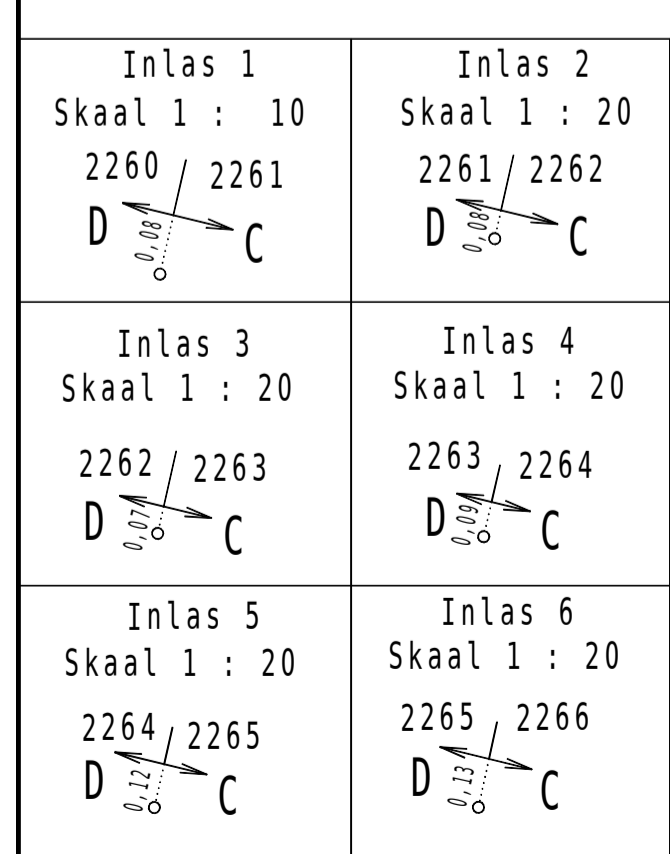 Inlas 1
Skaal 1 : 10
2260 2261
D 0,08 C
Inlas 2
Skaal 1 : 20
2261 2262
D 0,08 C
Inlas 3
Skaal 1 : 20
2262 2263
D 0,07 C
Inlas 4
Skaal 1 : 20
2263 2264
D 0,09 C
Inlas 5
Skaal 1 : 20
2264 2265
D 0,12 C
Inlas 6
Skaal 1 : 20
2265 2266
D 0,13 C